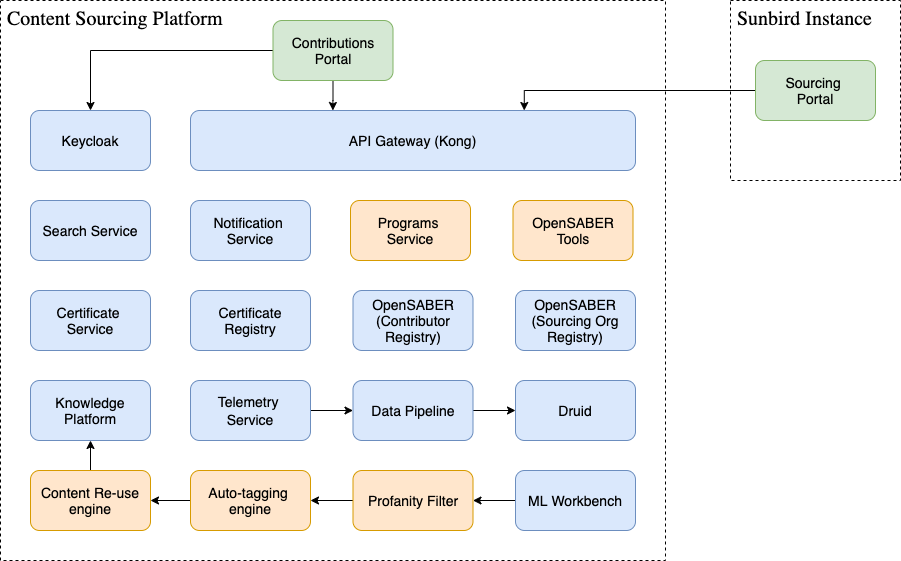 Content Sourcing Platform
Sunbird Instance
Contributions
Portal
Sourcing
Portal
Keycloak
API Gateway (Kong)
Search Service
Notification
Service
Programs
Service
OpenSABER
Tools
Certificate
Service
Certificate
Registry
OpenSABER
(Contributor
Registry)
OpenSABER
(Sourcing Org
Registry)
Knowledge
Platform
Telemetry
Service
Data Pipeline
Druid
Content Re-use
engine
Auto-tagging
engine
Profanity Filter
ML Workbench